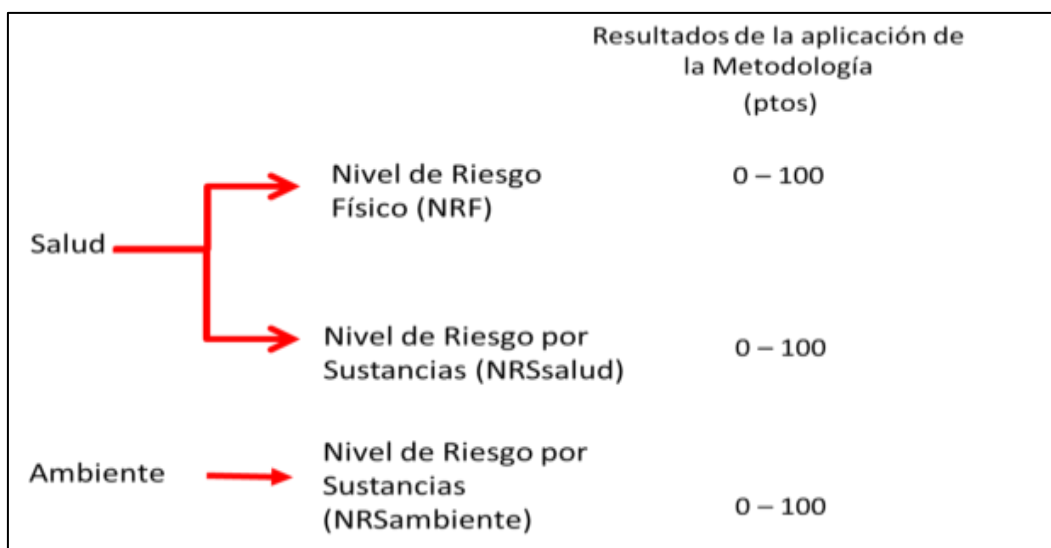 Resultados de la aplicación de
la Metodología
(ptos)
Salud
Nivel de Riesgo
Físico (NRF)
0 – 100
Nivel de Riesgo por
Sustancias (NRSsalud)
0 – 100
Ambiente
Nivel de Riesgo por
Sustancias
(NRSambiente)
0 – 100